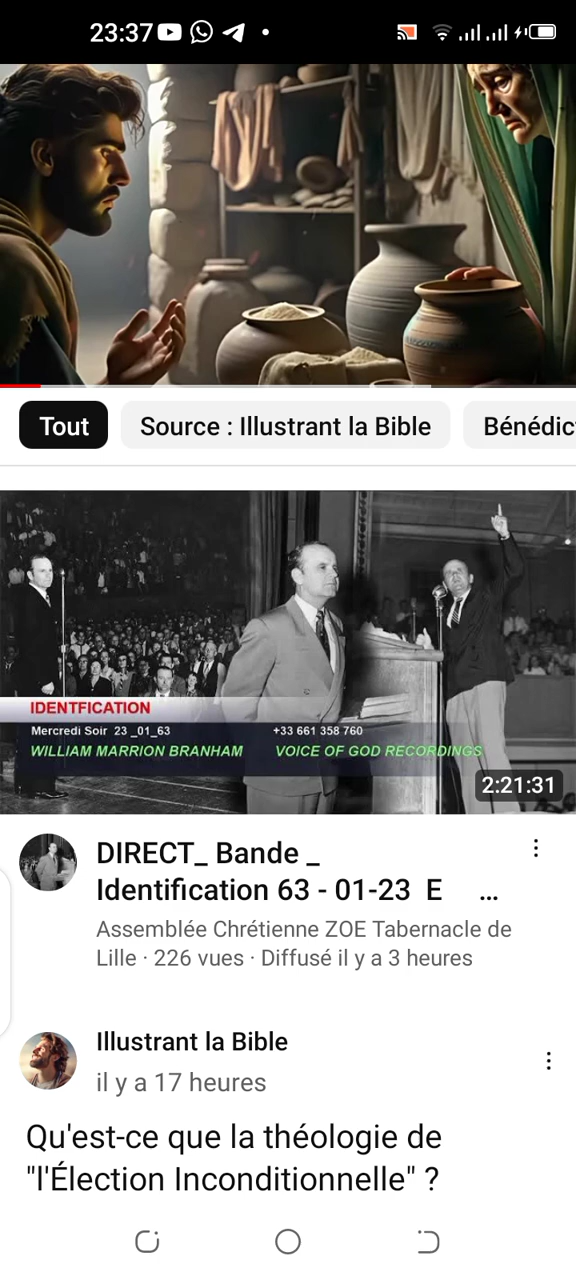 23:37
Tout
Source : Illustrant la Bible
Bénédic
IDENTFICATION
Mercredi Soir 23 _01_63
+33 661 358 760
WILLIAM MARRION BRANHAM
VOICE OF GOD RECORDINGS
2:21:31
DIRECT_ Bande _
Identification 63 - 01-23 E ...
Assemblée Chrétienne ZOE Tabernacle de
Lille · 226 vues · Diffusé il y a 3 heures
Illustrant la Bible
il y a 17 heures
Qu'est-ce que la théologie de
"l'Élection Inconditionnelle" ?